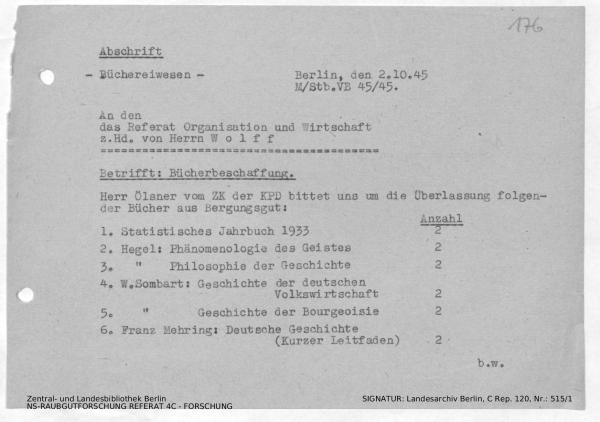 176
Abschrift
- Büchereiwesen -
Berlin, den 2.10.45
M/Stb.VB 45/45.
An den
das Referat Organisation und Wirtschaft
z.Hd. von Herrn W o l f f
========================================
Betrifft: Bücherbeschaffung.
Herr Ölsner vom ZK der KPD bittet uns um die Überlassung folgen-
der Bücher aus Bergungsgut:
Anzahl
1. Statistisches Jahrbuch 1933 2
2. Hegel: Phänomenologie des Geistes 2
3. " Philosophie der Geschichte 2
4. W.Sombart: Geschichte der deutschen
Volkswirtschaft 2
5. " Geschichte der Bourgeoisie 2
6. Franz Mehring: Deutsche Geschichte
(Kurzer Leitfaden) 2
b.w.
Zentral- und Landesbibliothek Berlin
NS-RAUBGUTFORSCHUNG REFERAT 4C - FORSCHUNG
SIGNATUR: Landesarchiv Berlin, C Rep. 120, Nr.: 515/1